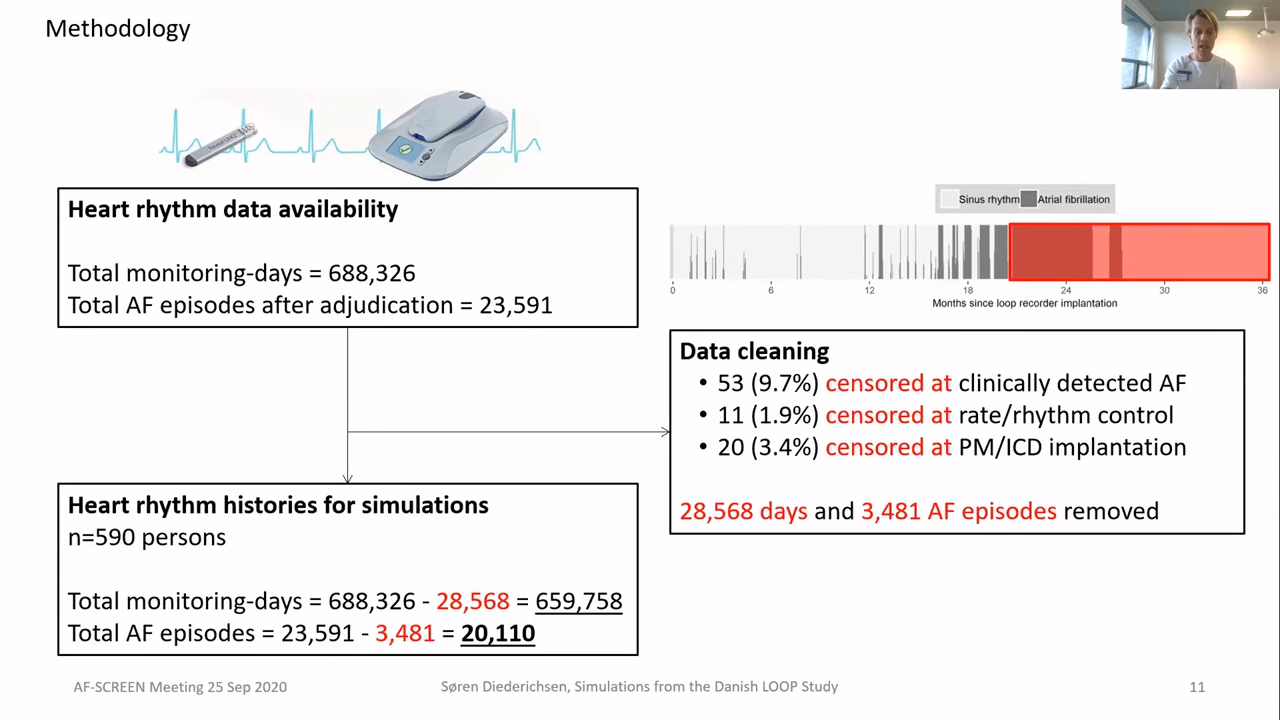 Methodology
Heart rhythm data availability
Total monitoring-days = 688,326
Total AF episodes after adjudication = 23,591
Sinus rhythm Atrial fibrillation
0 6 12 18 24 30 36
Months since loop recorder implantation
Data cleaning
• 53 (9.7%) censored at clinically detected AF
• 11 (1.9%) censored at rate/rhythm control
• 20 (3.4%) censored at PM/ICD implantation
28,568 days and 3,481 AF episodes removed
Heart rhythm histories for simulations
n=590 persons
Total monitoring-days = 688,326 - 28,568 = 659,758
Total AF episodes = 23,591 - 3,481 = 20,110
AF-SCREEN Meeting 25 Sep 2020
Søren Diederichsen, Simulations from the Danish LOOP Study
11